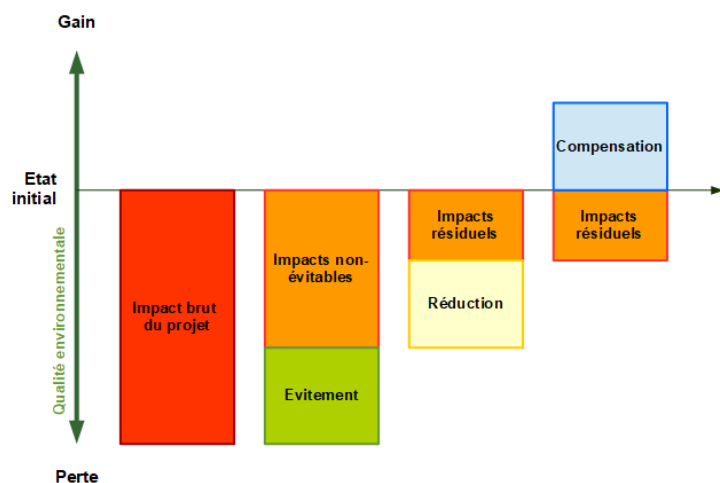 Gain
Etat
initial
Qualité environnementale
Perte
Impact brut
du projet
Impacts non-
évitables
Evitement
Impacts
résiduels
Réduction
Compensation
Impacts
résiduels